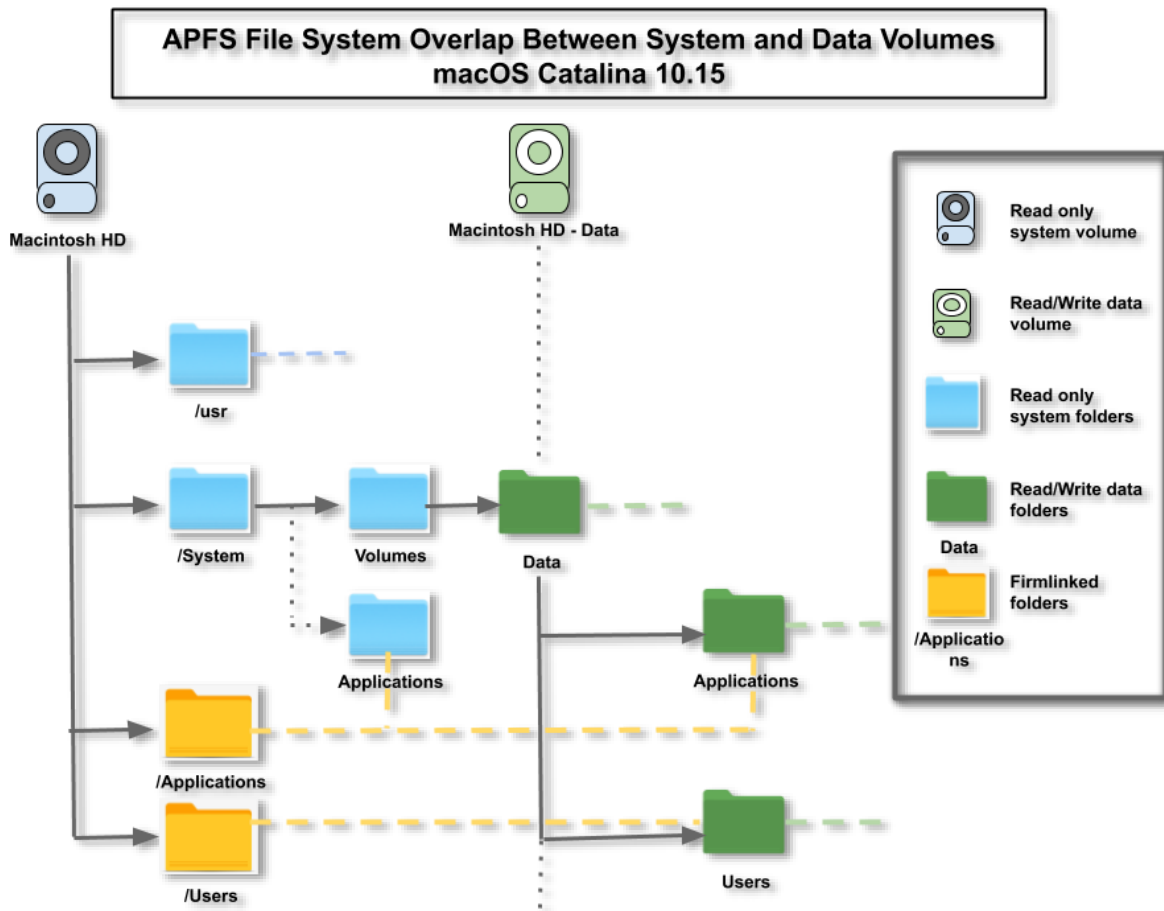 APFS File System Overlap Between System and Data Volumes
macOS Catalina 10.15
Macintosh HD
Macintosh HD - Data
/usr
/System
Volumes
Data
Applications
Applications
/Applications
/Users
Users
Read only
system volume
Read/Write data
volume
Read only
system folders
Read/Write data
folders
Data
Firmlinked
folders
/Applicatio
ns